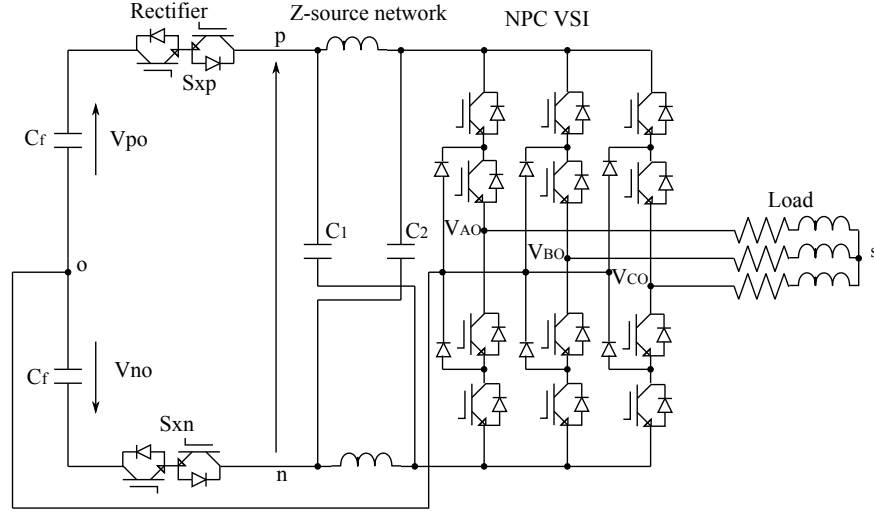 Rectifier
Z-source network
NPC VSI
p
Sxp
Cf
Vpo
Load
C1
C2
VAO
VBO
s
o
VCO
Cf
Vno
Sxn
n